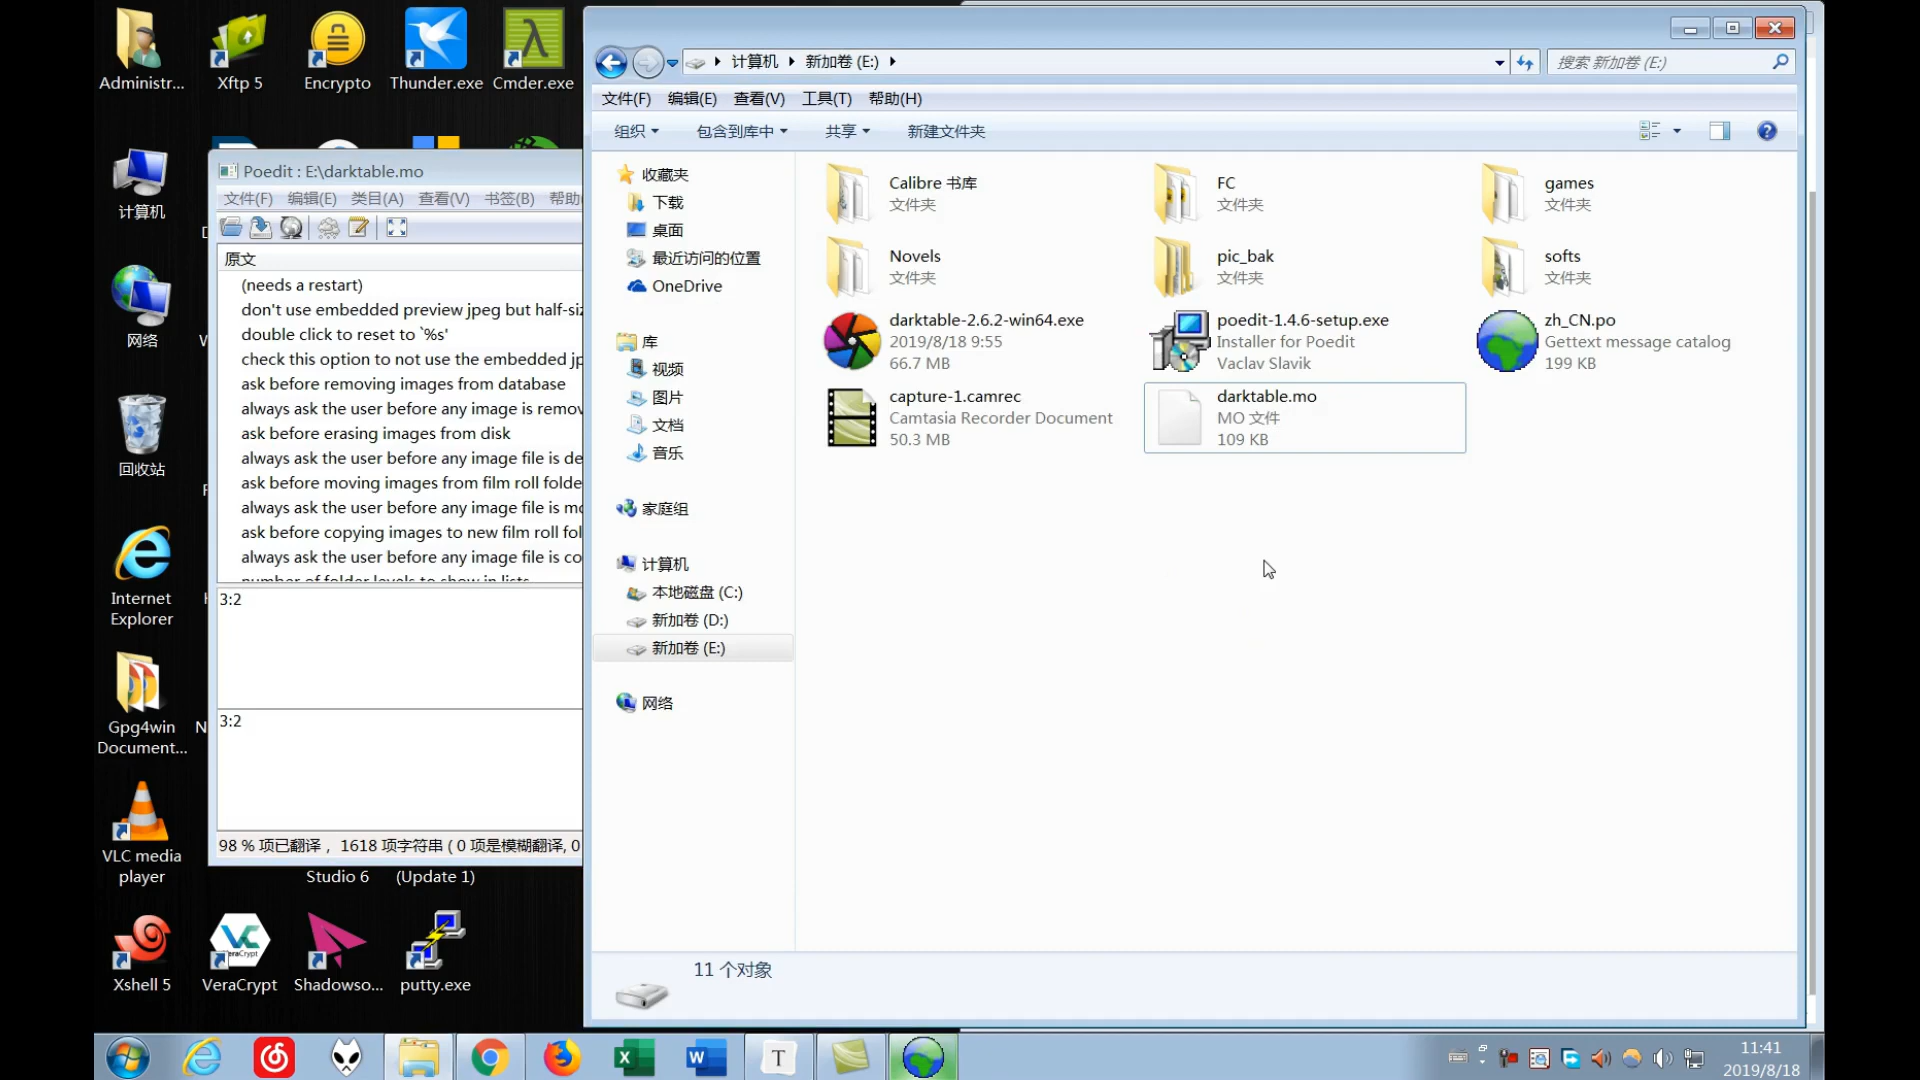 Administr...
Xftp 5
Encrypto
Thunder.exe
Cmder.exe
计算机
网络
回收站
Internet
Explorer
Gpg4win
Document...
VLC media
player
Studio 6
(Update 1)
Xshell 5
VeraCrypt
Shadowso...
putty.exe
Poedit : E:\darktable.mo
文件(F) 编辑(E) 类目(A) 查看(V) 书签(B) 帮助
原文
(needs a restart)
don't use embedded preview jpeg but half-siz
double click to reset to `%s'
check this option to not use the embedded jp
ask before removing images from database
always ask the user before any image is remov
ask before erasing images from disk
always ask the user before any image file is de
ask before moving images from film roll folde
always ask the user before any image file is mo
ask before copying images to new film roll fol
always ask the user before any image file is co
number of folder levels to show in lists
3:2
3:2
98 % 项已翻译， 1618 项字符串 ( 0 项是模糊翻译, 0
计算机 新加卷 (E:)
搜索 新加卷 (E:)
文件(F) 编辑(E) 查看(V) 工具(T) 帮助(H)
组织 包含到库中 共享 新建文件夹
收藏夹
下载
桌面
最近访问的位置
OneDrive
库
视频
图片
文档
音乐
家庭组
计算机
本地磁盘 (C:)
新加卷 (D:)
新加卷 (E:)
网络
Calibre 书库
文件夹
FC
文件夹
games
文件夹
Novels
文件夹
pic_bak
文件夹
softs
文件夹
darktable-2.6.2-win64.exe
2019/8/18 9:55
66.7 MB
poedit-1.4.6-setup.exe
Installer for Poedit
Vaclav Slavik
zh_CN.po
Gettext message catalog
199 KB
capture-1.camrec
Camtasia Recorder Document
50.3 MB
darktable.mo
MO 文件
109 KB
11 个对象
11:41
2019/8/18